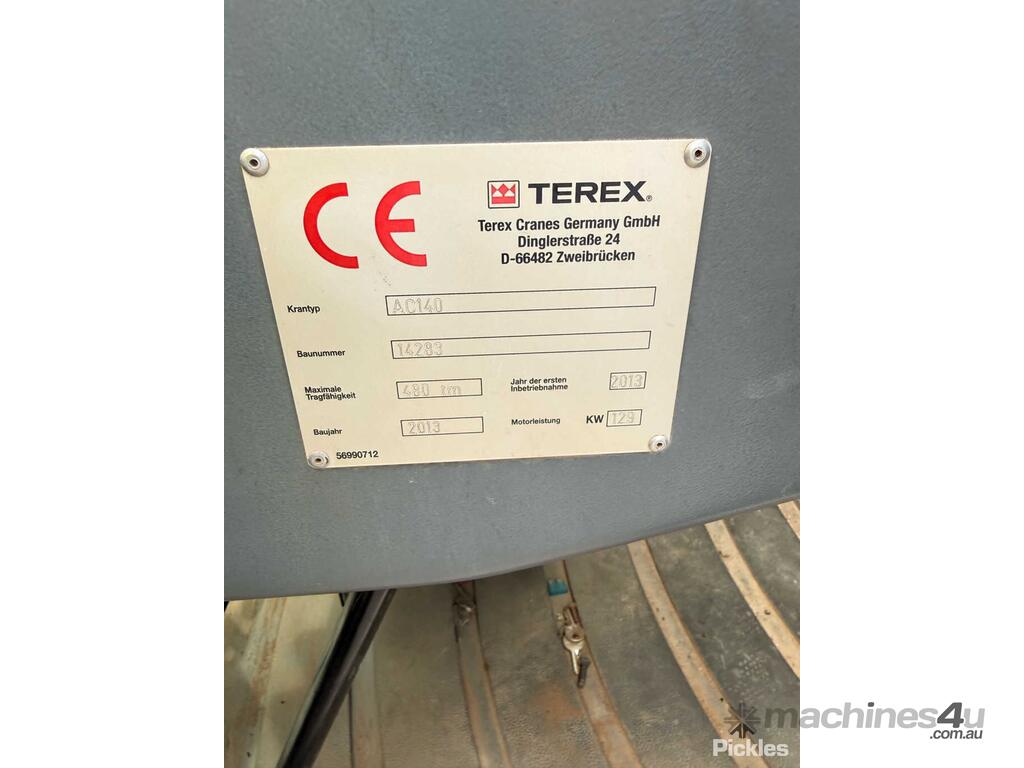 CE
TEREX®
Terex Cranes Germany GmbH
Dinglerstraße 24
D-66482 Zweibrücken
Krantyp AC140
Baunummer 14283
Maximale
Tragfähigkeit 480 tm
Jahr der ersten
Inbetriebnahme 2013
Baujahr 2013
Motorleistung KW 129
56990712
machines4u
.com.au
Pickles